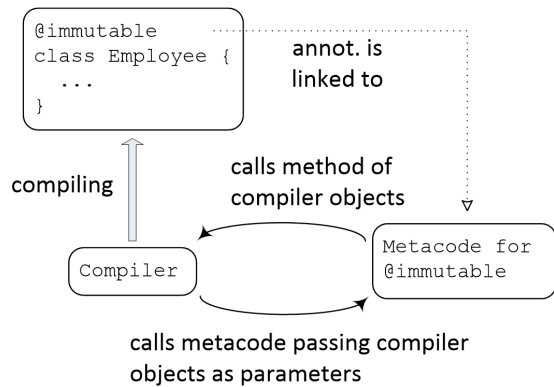 @immutable
class Employee {
...
}
annot. is
linked to
compiling
calls method of
compiler objects
Compiler
Metacode for
@immutable
calls metacode passing compiler
objects as parameters